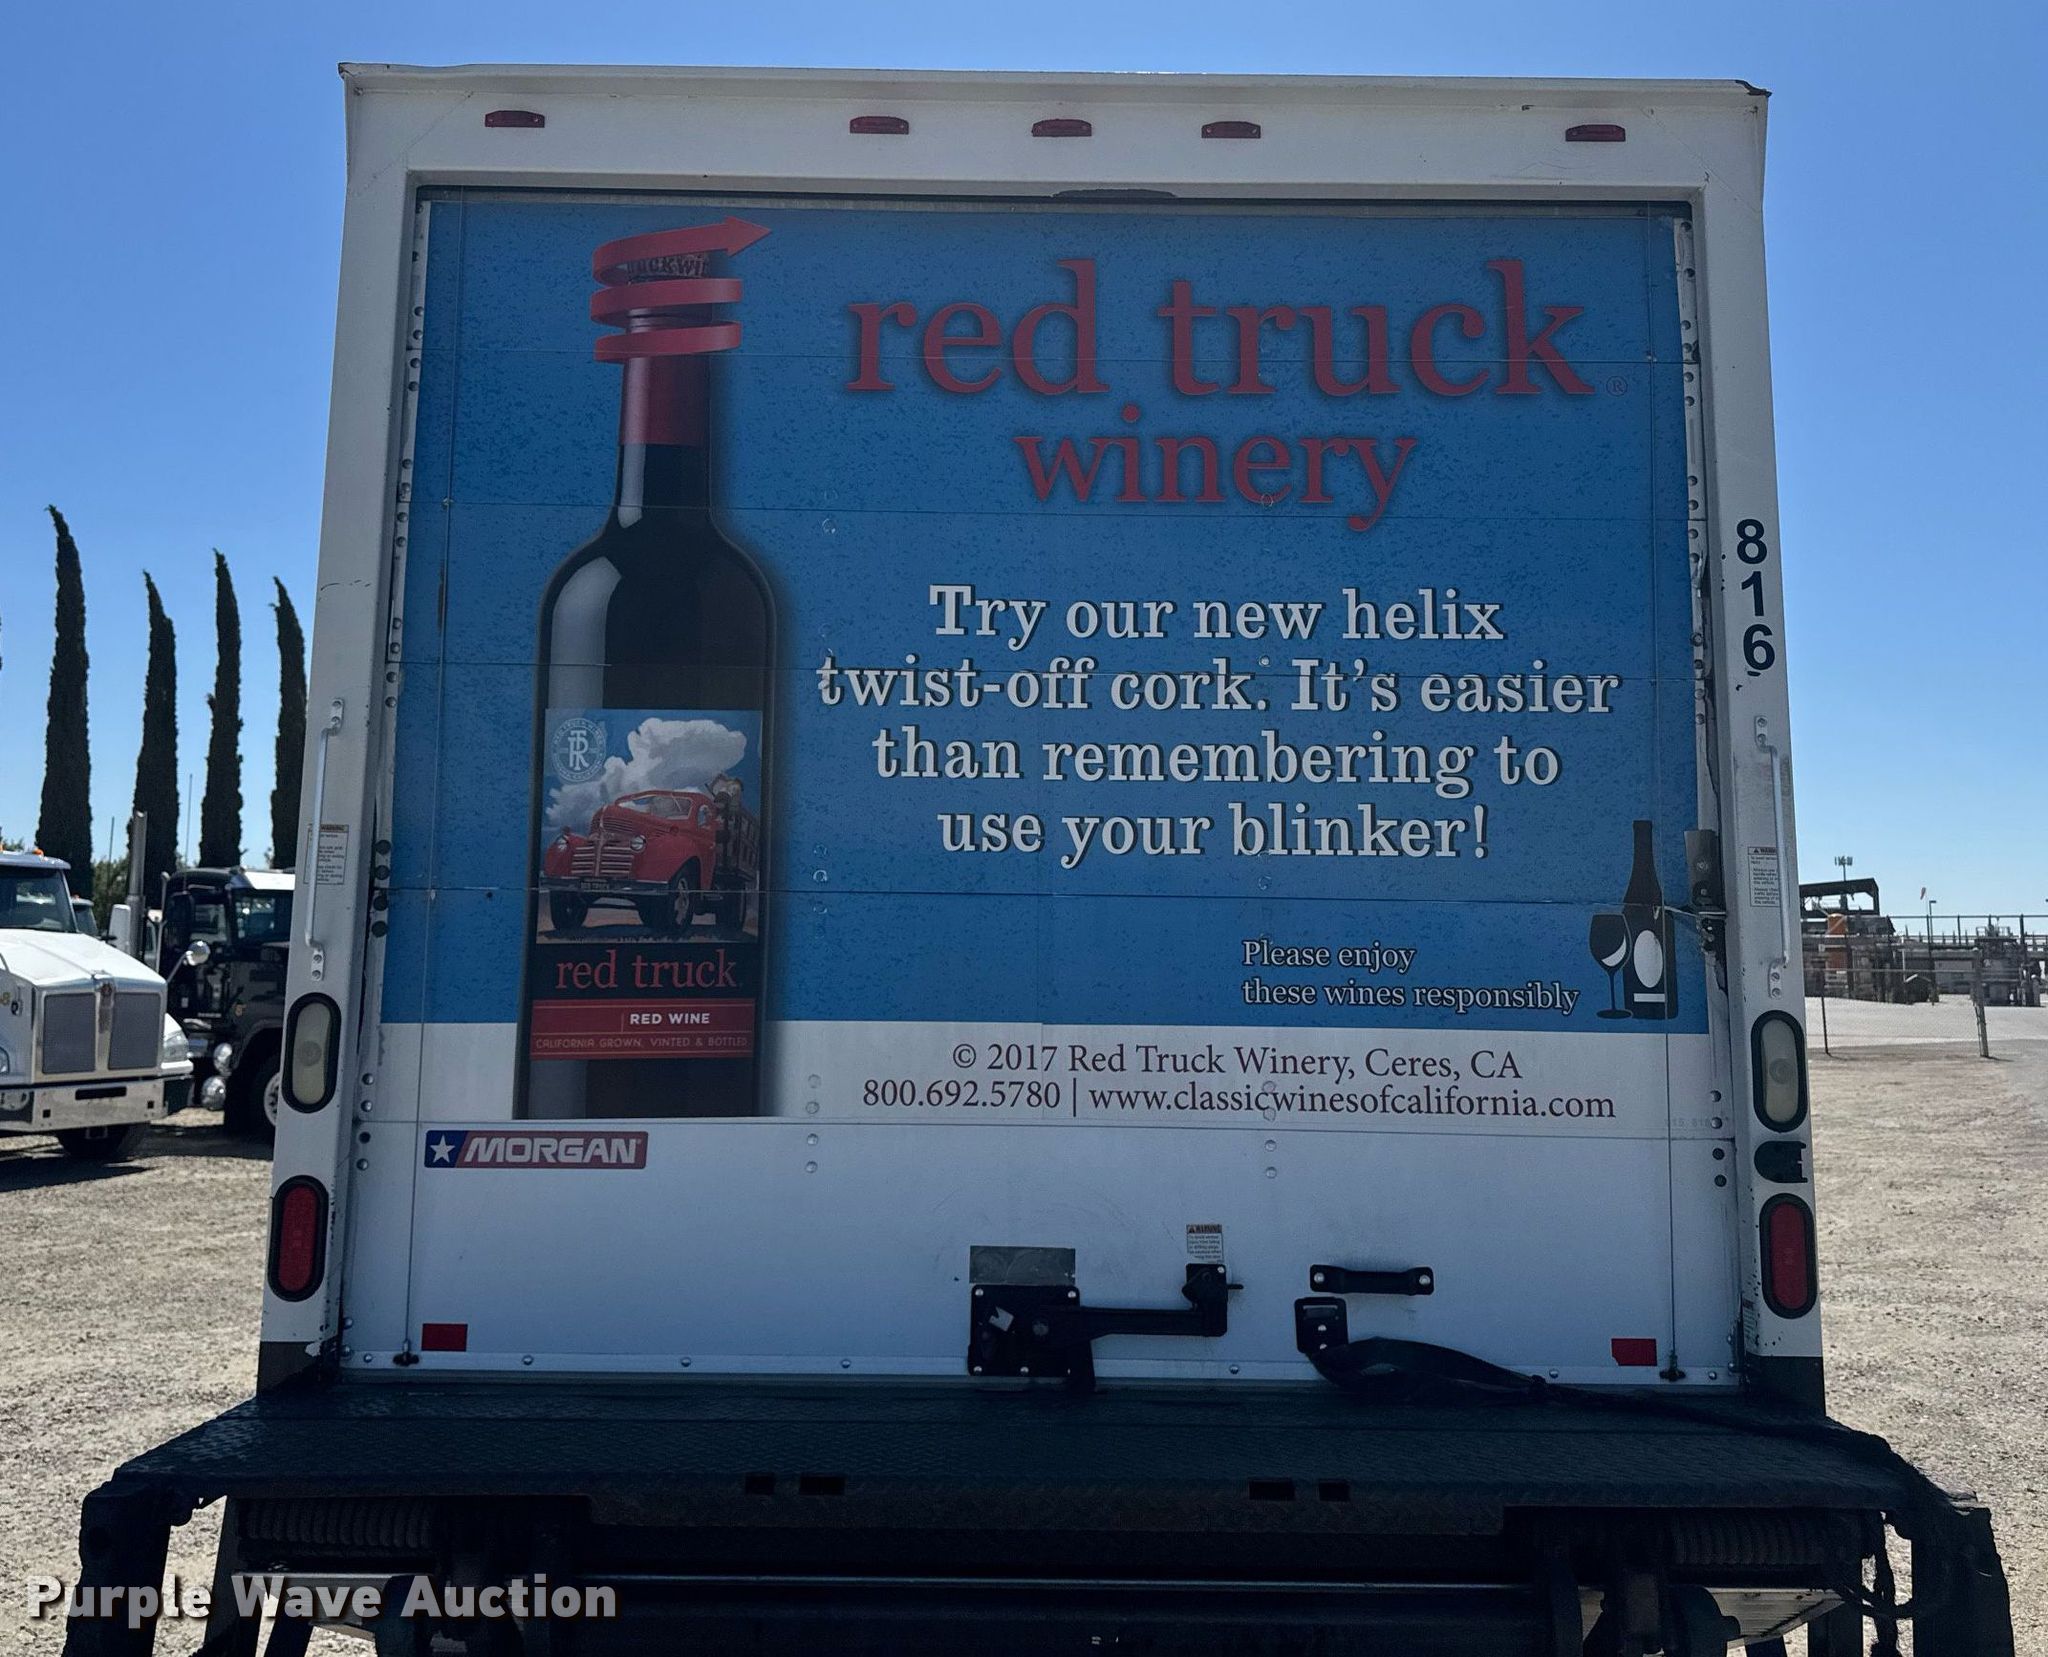 red truck®
winery
Try our new helix
twist-off cork. It's easier
than remembering to
use your blinker!
Please enjoy
these wines responsibly
© 2017 Red Truck Winery, Ceres, CA
800.692.5780 | www.classicwinesofcalifornia.com
TR
red truck
RED WINE
CALIFORNIA GROWN, VINTED & BOTTLED
816
MORGAN
WARNING
Purple Wave Auction